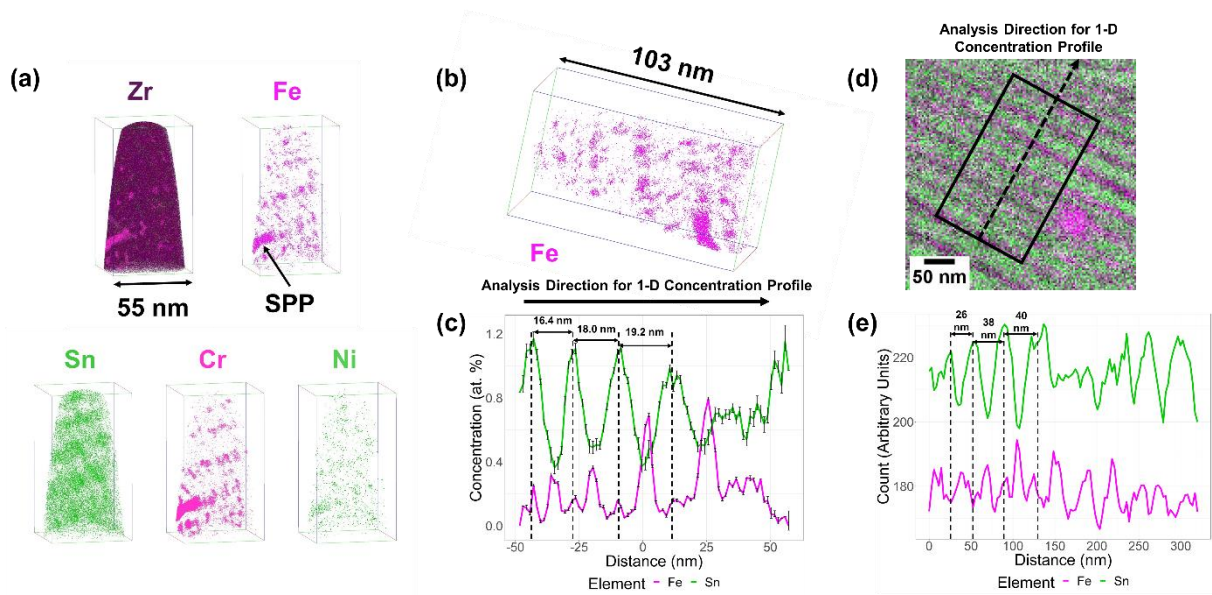 (a)
Zr
Fe
55 nm
SPP
Sn
Cr
Ni
(b)
103 nm
Fe
Analysis Direction for 1-D Concentration Profile
(c)
16.4 nm
18.0 nm
19.2 nm
Concentration (at. %)
1.2
0.8
0.4
0.0
-50
-25
0
25
50
Distance (nm)
Element Fe Sn
Analysis Direction for 1-D
Concentration Profile
(d)
50 nm
(e)
26
nm
38
nm
40
nm
Count (Arbitrary Units)
220
200
180
0
50
100
150
200
250
300
Distance (nm)
Element Fe Sn